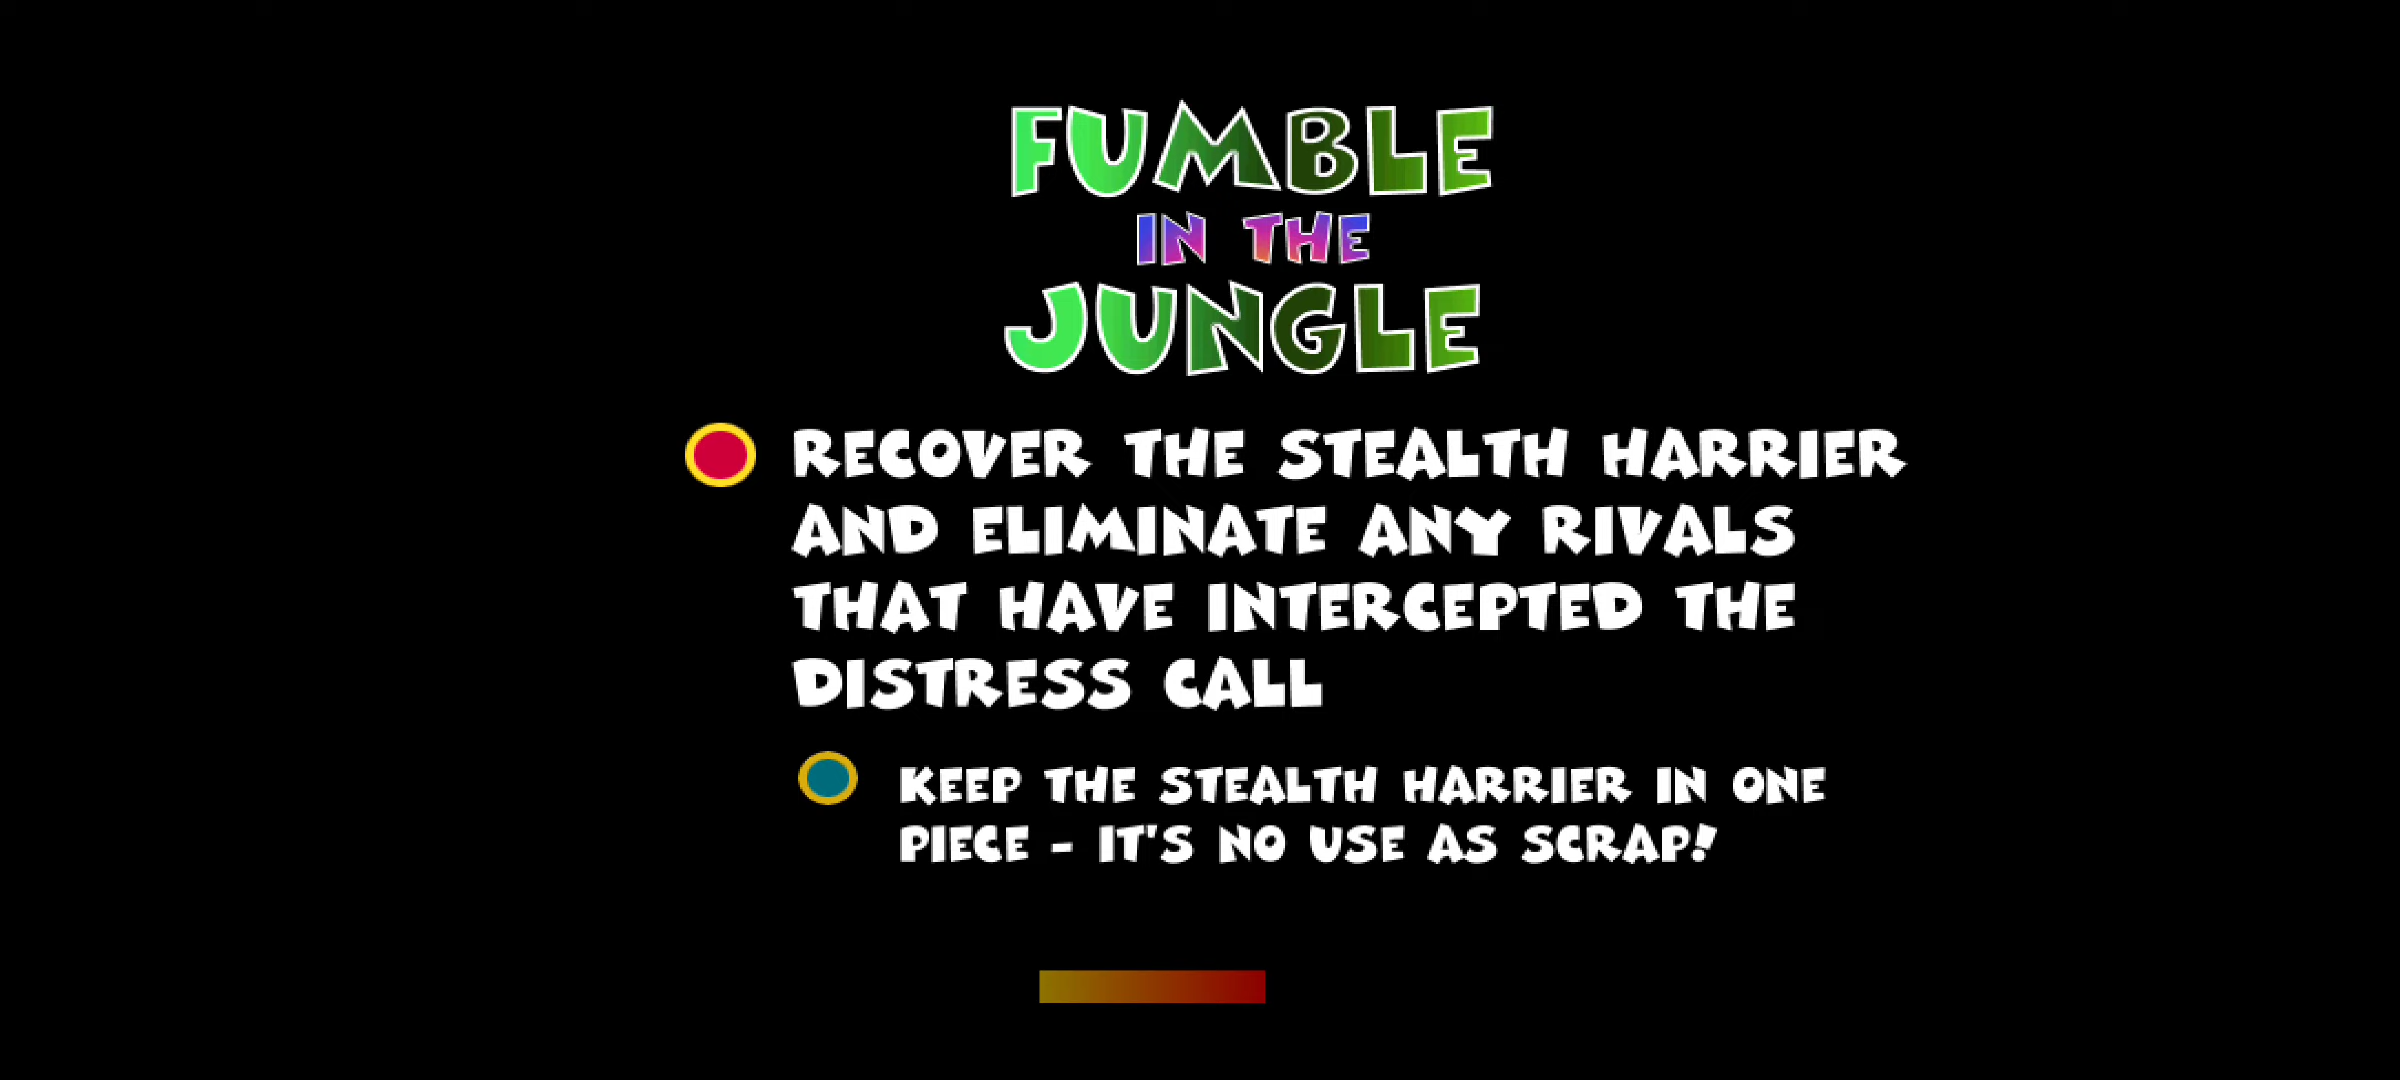 FUMBLE
IN THE
JUNGLE
RECOVER THE STEALTH HARRIER
AND ELIMINATE ANY RIVALS
THAT HAVE INTERCEPTED THE
DISTRESS CALL
KEEP THE STEALTH HARRIER IN ONE
PIECE - IT'S NO USE AS SCRAP!